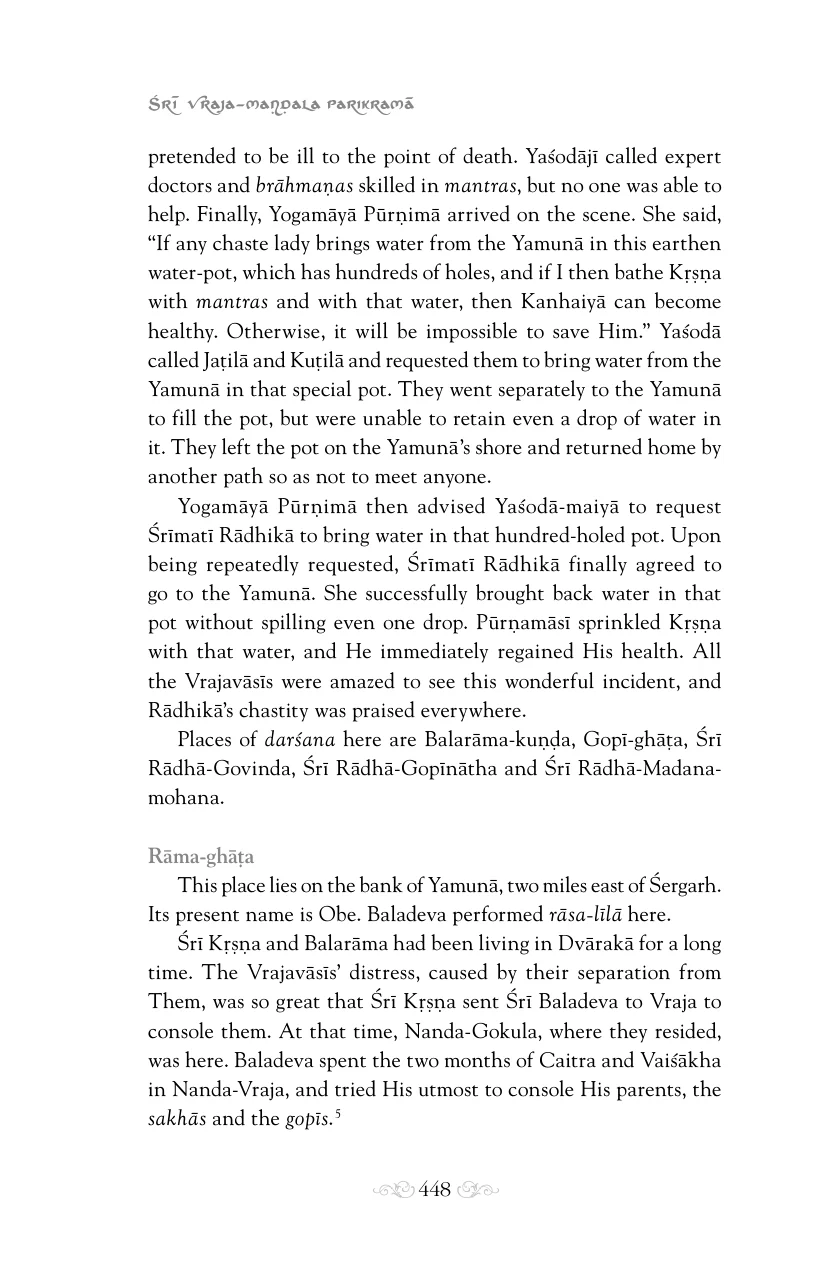 Śrī Vraja-maṇḍala Parikramā
pretended to be ill to the point of death. Yaśodājī called expert
doctors and brāhmaṇas skilled in mantras, but no one was able to
help. Finally, Yogamāyā Pūrṇimā arrived on the scene. She said,
“If any chaste lady brings water from the Yamunā in this earthen
water-pot, which has hundreds of holes, and if I then bathe Kṛṣṇa
with mantras and with that water, then Kanhaiyā can become
healthy. Otherwise, it will be impossible to save Him.” Yaśodā
called Jaṭilā and Kuṭilā and requested them to bring water from the
Yamunā in that special pot. They went separately to the Yamunā
to fill the pot, but were unable to retain even a drop of water in
it. They left the pot on the Yamunā’s shore and returned home by
another path so as not to meet anyone.
Yogamāyā Pūrṇimā then advised Yaśodā-maiyā to request
Śrīmatī Rādhikā to bring water in that hundred-holed pot. Upon
being repeatedly requested, Śrīmatī Rādhikā finally agreed to
go to the Yamunā. She successfully brought back water in that
pot without spilling even one drop. Pūrṇamāsī sprinkled Kṛṣṇa
with that water, and He immediately regained His health. All
the Vrajavāsīs were amazed to see this wonderful incident, and
Rādhikā’s chastity was praised everywhere.
Places of darśana here are Balarāma-kuṇḍa, Gopī-ghāṭa, Śrī
Rādhā-Govinda, Śrī Rādhā-Gopīnātha and Śrī Rādhā-Madana-
mohana.
Rāma-ghāṭa
This place lies on the bank of Yamunā, two miles east of Śergarh.
Its present name is Obe. Baladeva performed rāsa-līlā here.
Śrī Kṛṣṇa and Balarāma had been living in Dvārakā for a long
time. The Vrajavāsīs’ distress, caused by their separation from
Them, was so great that Śrī Kṛṣṇa sent Śrī Baladeva to Vraja to
console them. At that time, Nanda-Gokula, where they resided,
was here. Baladeva spent the two months of Caitra and Vaiśākha
in Nanda-Vraja, and tried His utmost to console His parents, the
sakhās and the gopīs.⁵
448